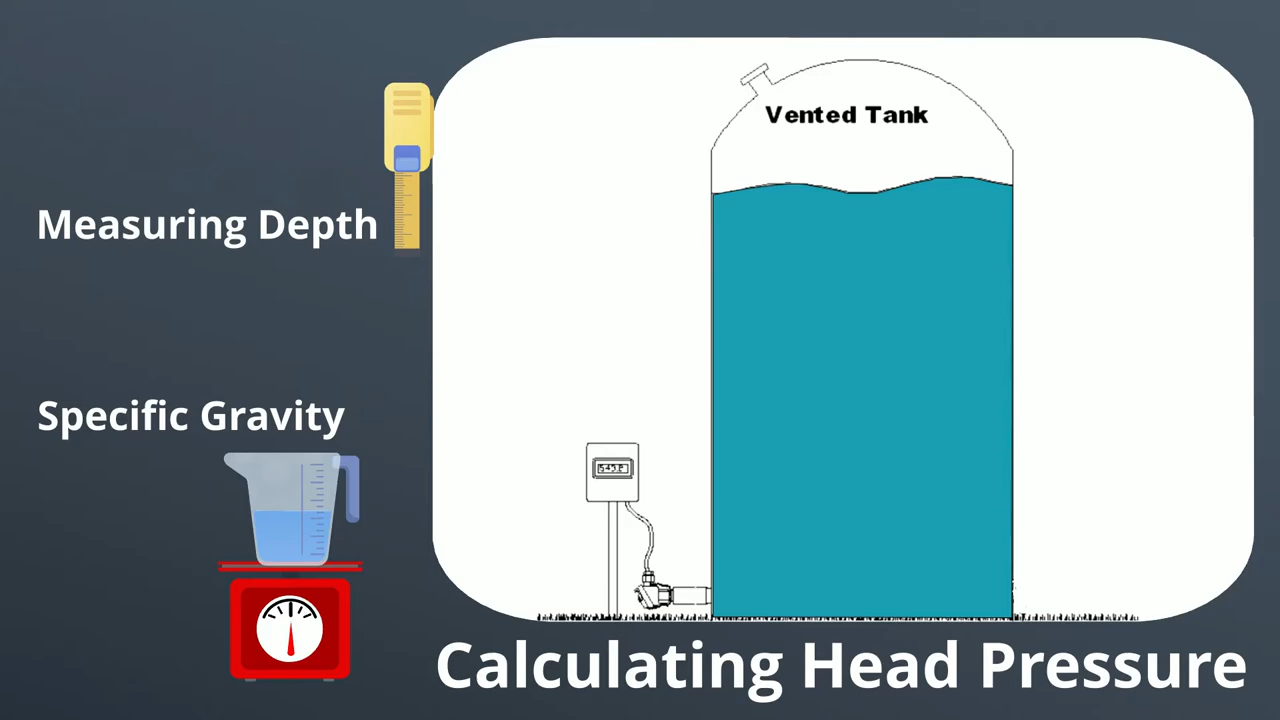 Vented Tank
Measuring Depth
Specific Gravity
Calculating Head Pressure